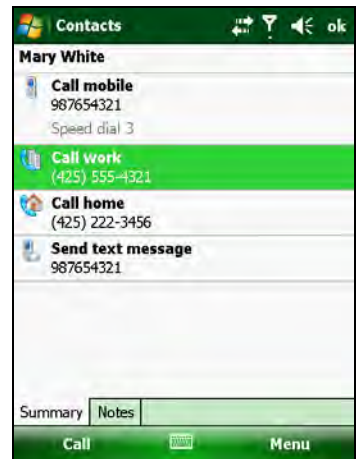 Contacts
ok
Mary White
Call mobile
987654321
Speed dial 3
Call work
(425) 555-4321
Call home
(425) 222-3456
Send text message
987654321
Summary Notes
Call Menu